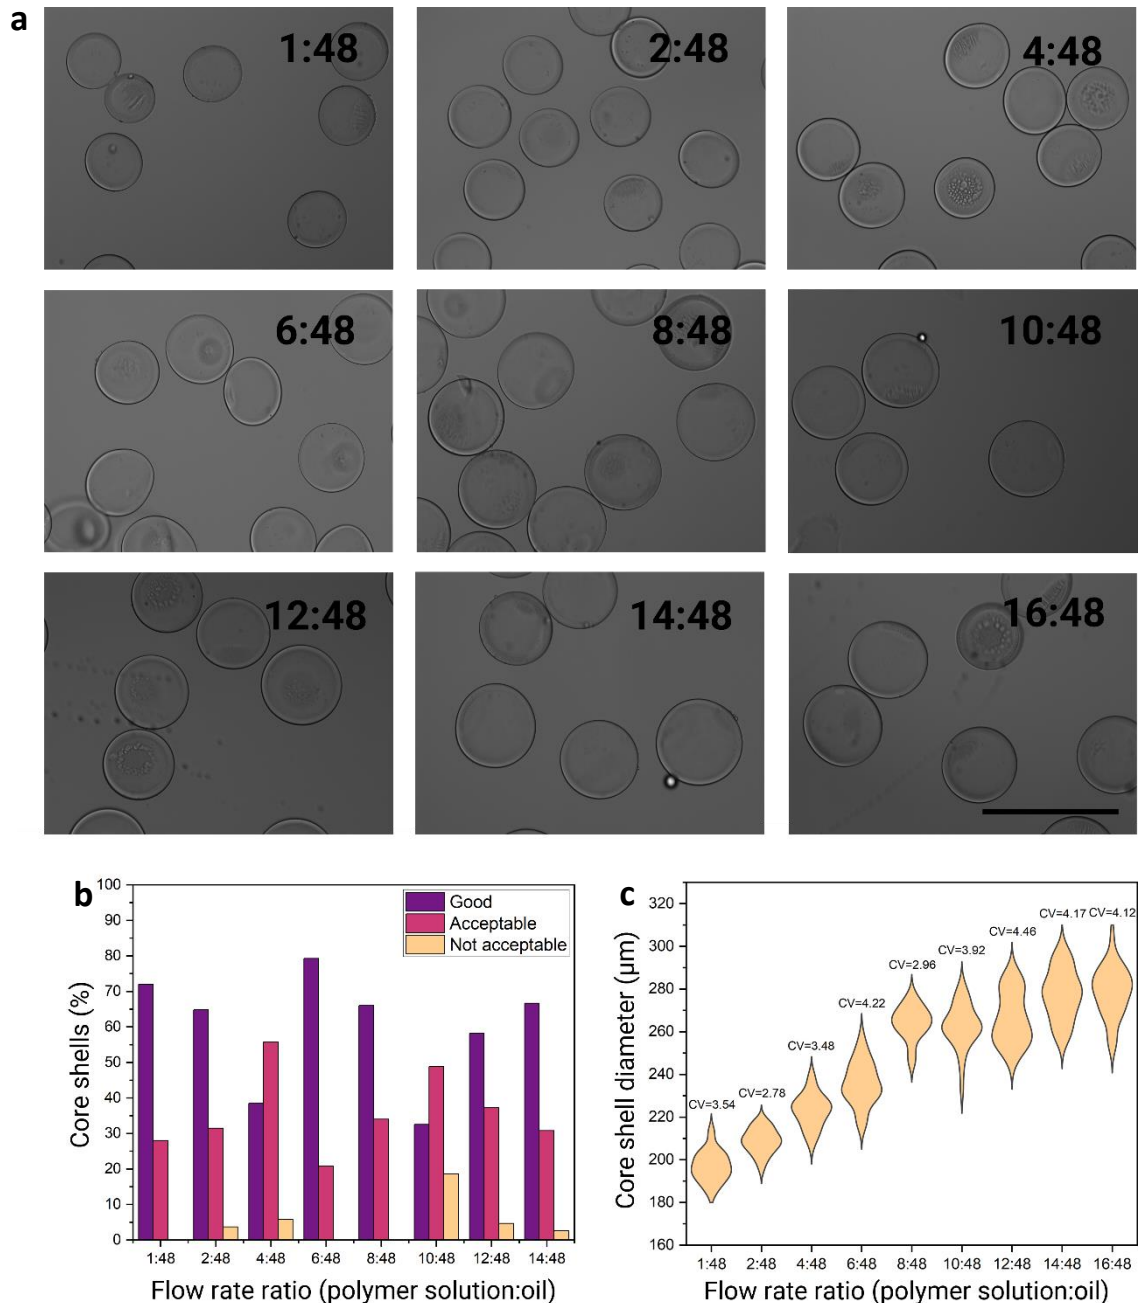 a
1:48
2:48
4:48
6:48
8:48
10:48
12:48
14:48
16:48
b
Core shells (%)
100
90
80
70
60
50
40
30
20
10
0
Good
Acceptable
Not acceptable
1:48 2:48 4:48 6:48 8:48 10:48 12:48 14:48
Flow rate ratio (polymer solution:oil)
c
Core shell diameter (µm)
320
300
280
260
240
220
200
180
160
CV=3.54
CV=2.78
CV=3.48
CV=4.22
CV=2.96
CV=3.92
CV=4.46
CV=4.17
CV=4.12
1:48 2:48 4:48 6:48 8:48 10:48 12:48 14:48 16:48
Flow rate ratio (polymer solution:oil)